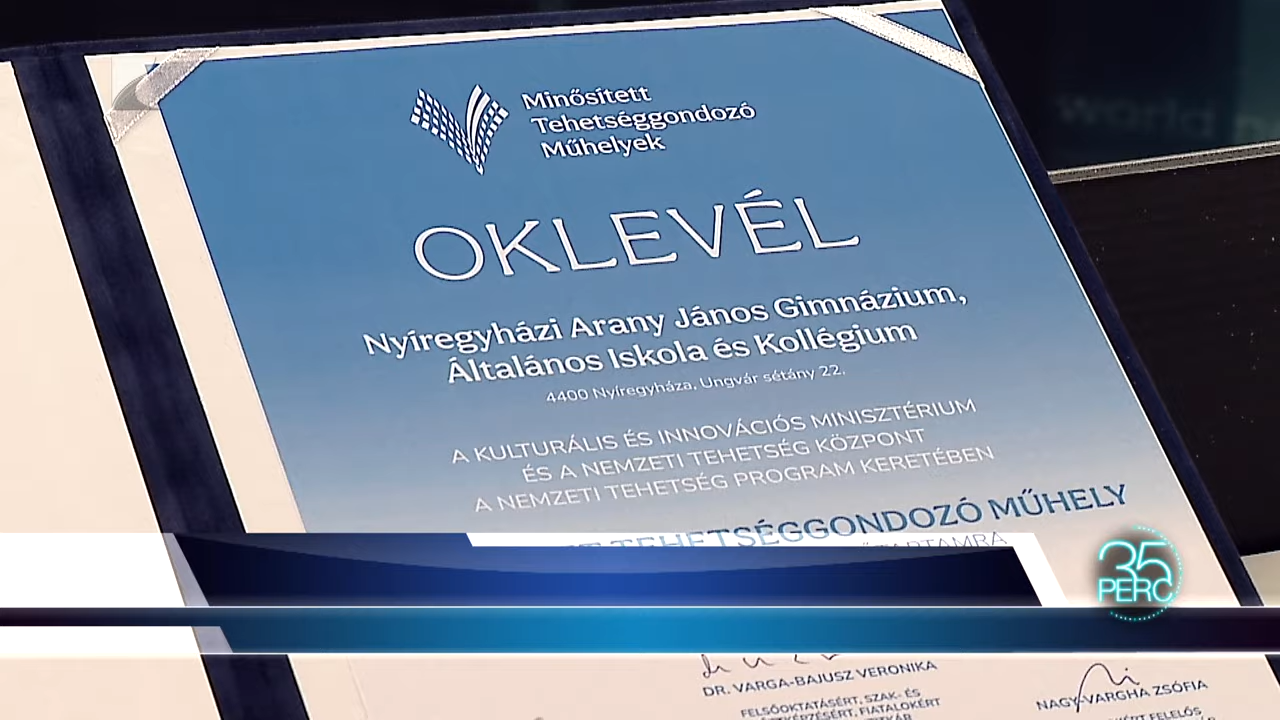 Minősített
Tehetséggondozó
Műhelyek
OKLEVÉL
Nyíregyházi Arany János Gimnázium,
Általános Iskola és Kollégium
4400 Nyíregyháza, Ungvár sétány 22.
A KULTURÁLIS ÉS INNOVÁCIÓS MINISZTÉRIUM
ÉS A NEMZETI TEHETSÉG KÖZPONT
A NEMZETI TEHETSÉG PROGRAM KERETÉBEN
TEHETSÉGGONDOZÓ MŰHELY
35
PERC
DR. VARGA-BAJUSZ VERONIKA
NAGY-VARGHA ZSÓFIA
FELSŐOKTATÁSÉRT, SZAK- ÉS
FELELŐS
world